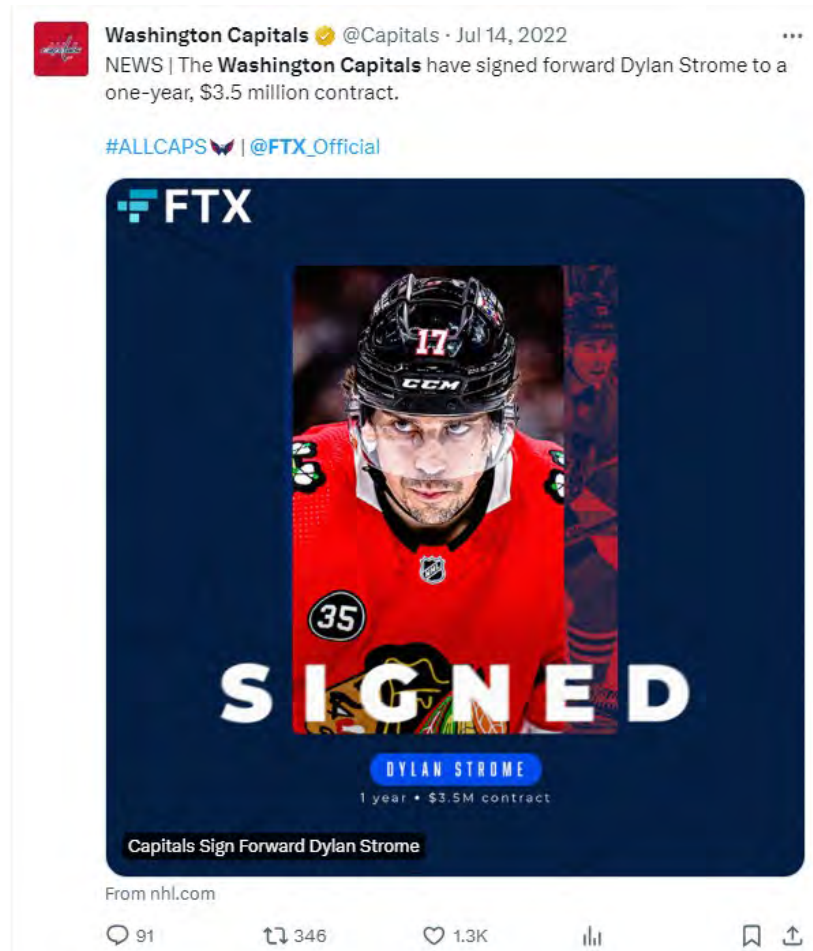 Washington Capitals @Capitals · Jul 14, 2022
NEWS | The Washington Capitals have signed forward Dylan Strome to a
one-year, $3.5 million contract.
#ALLCAPS | @FTX_Official
FTX
17
CCM
NHL
35
SIGNED
DYLAN STROME
1 year • $3.5M contract
Capitals Sign Forward Dylan Strome
From nhl.com
91 346 1.3K